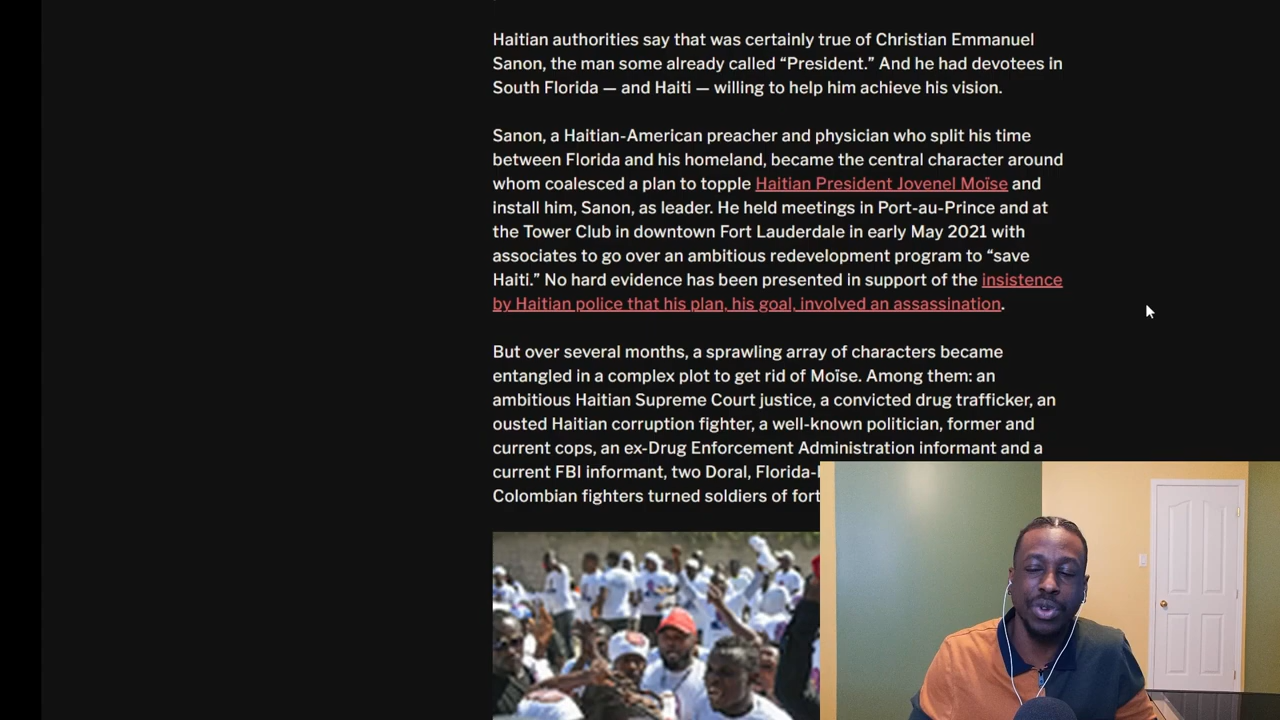 Haitian authorities say that was certainly true of Christian Emmanuel
Sanon, the man some already called “President.” And he had devotees in
South Florida — and Haiti — willing to help him achieve his vision.
Sanon, a Haitian-American preacher and physician who split his time
between Florida and his homeland, became the central character around
whom coalesced a plan to topple Haitian President Jovenel Moïse and
install him, Sanon, as leader. He held meetings in Port-au-Prince and at
the Tower Club in downtown Fort Lauderdale in early May 2021 with
associates to go over an ambitious redevelopment program to “save
Haiti.” No hard evidence has been presented in support of the insistence
by Haitian police that his plan, his goal, involved an assassination.
But over several months, a sprawling array of characters became
entangled in a complex plot to get rid of Moïse. Among them: an
ambitious Haitian Supreme Court justice, a convicted drug trafficker, an
ousted Haitian corruption fighter, a well-known politician, former and
current cops, an ex-Drug Enforcement Administration informant and a
current FBI informant, two Doral, Florida-
Colombian fighters turned soldiers of fort